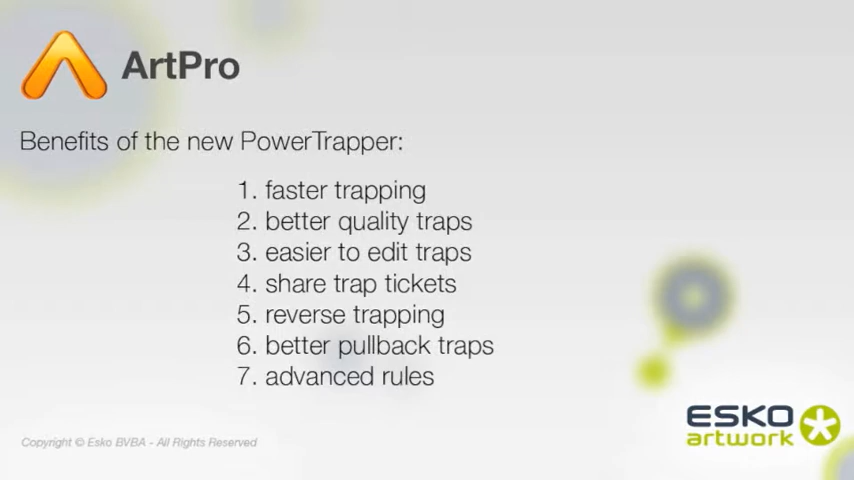 ArtPro
Benefits of the new PowerTrapper:
1. faster trapping
2. better quality traps
3. easier to edit traps
4. share trap tickets
5. reverse trapping
6. better pullback traps
7. advanced rules
Copyright © Esko BVBA - All Rights Reserved
ESKO
artwork